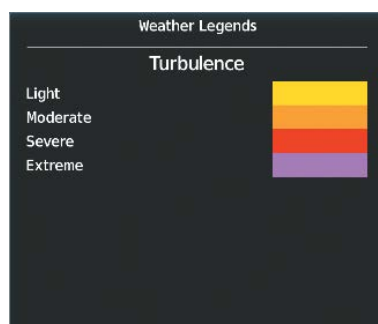 Weather Legends
Turbulence
Light
Moderate
Severe
Extreme